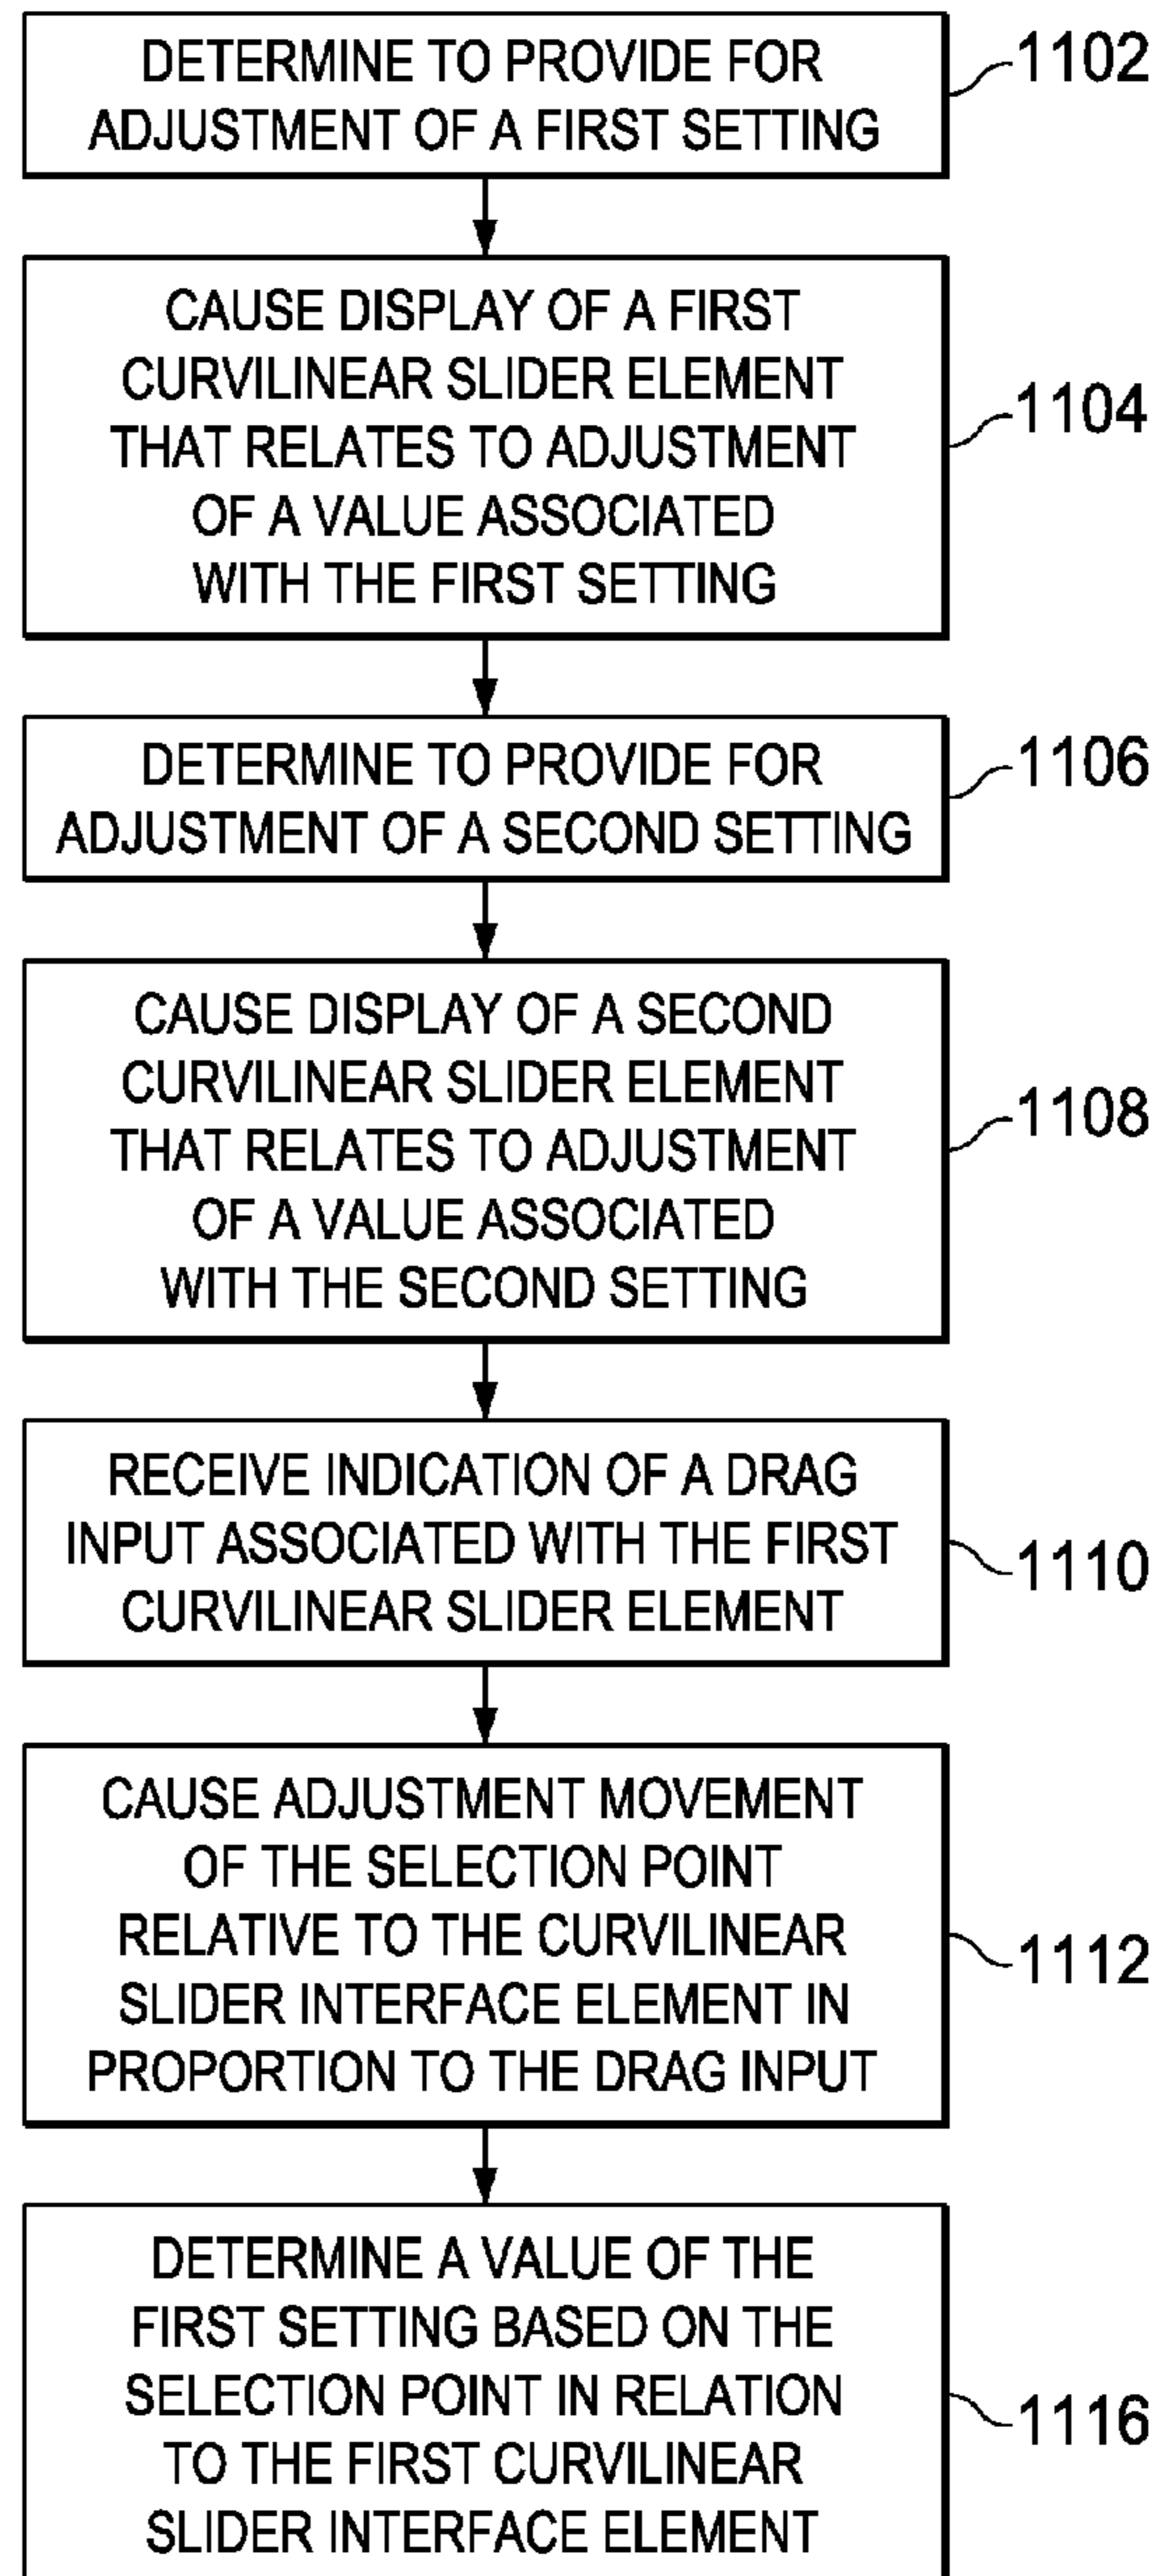 DETERMINE TO PROVIDE FOR
ADJUSTMENT OF A FIRST SETTING
1102
CAUSE DISPLAY OF A FIRST
CURVILINEAR SLIDER ELEMENT
THAT RELATES TO ADJUSTMENT
OF A VALUE ASSOCIATED
WITH THE FIRST SETTING
1104
DETERMINE TO PROVIDE FOR
ADJUSTMENT OF A SECOND SETTING
1106
CAUSE DISPLAY OF A SECOND
CURVILINEAR SLIDER ELEMENT
THAT RELATES TO ADJUSTMENT
OF A VALUE ASSOCIATED
WITH THE SECOND SETTING
1108
RECEIVE INDICATION OF A DRAG
INPUT ASSOCIATED WITH THE FIRST
CURVILINEAR SLIDER ELEMENT
1110
CAUSE ADJUSTMENT MOVEMENT
OF THE SELECTION POINT
RELATIVE TO THE CURVILINEAR
SLIDER INTERFACE ELEMENT IN
PROPORTION TO THE DRAG INPUT
1112
DETERMINE A VALUE OF THE
FIRST SETTING BASED ON THE
SELECTION POINT IN RELATION
TO THE FIRST CURVILINEAR
SLIDER INTERFACE ELEMENT
1116